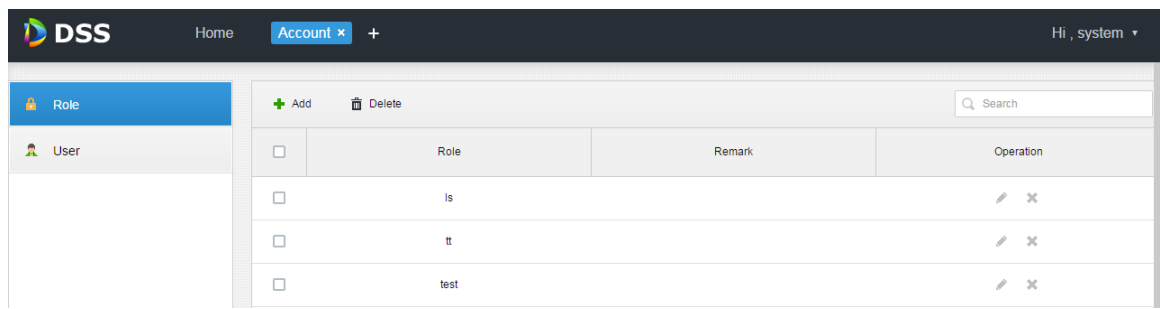 DSS Home Account × + Hi , system ▾
Role
Add Delete Search
User
Role Remark Operation
ls
tt
test